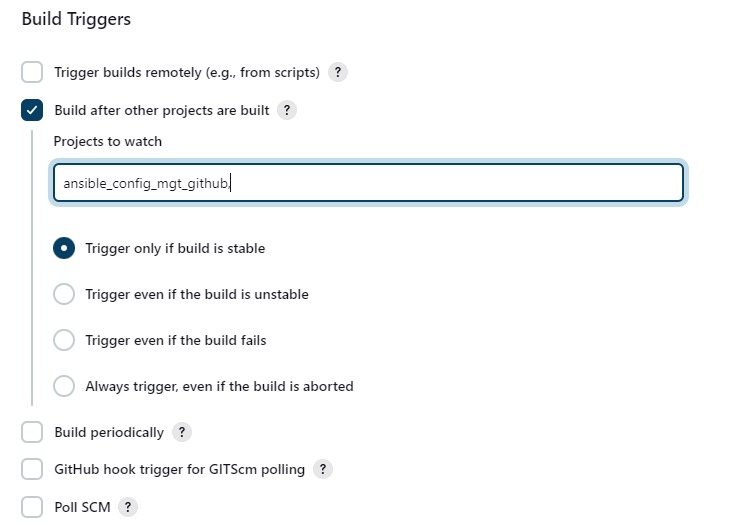 Build Triggers
Trigger builds remotely (e.g., from scripts) ?
Build after other projects are built ?
Projects to watch
ansible_config_mgt_github,
Trigger only if build is stable
Trigger even if the build is unstable
Trigger even if the build fails
Always trigger, even if the build is aborted
Build periodically ?
GitHub hook trigger for GITScm polling ?
Poll SCM ?